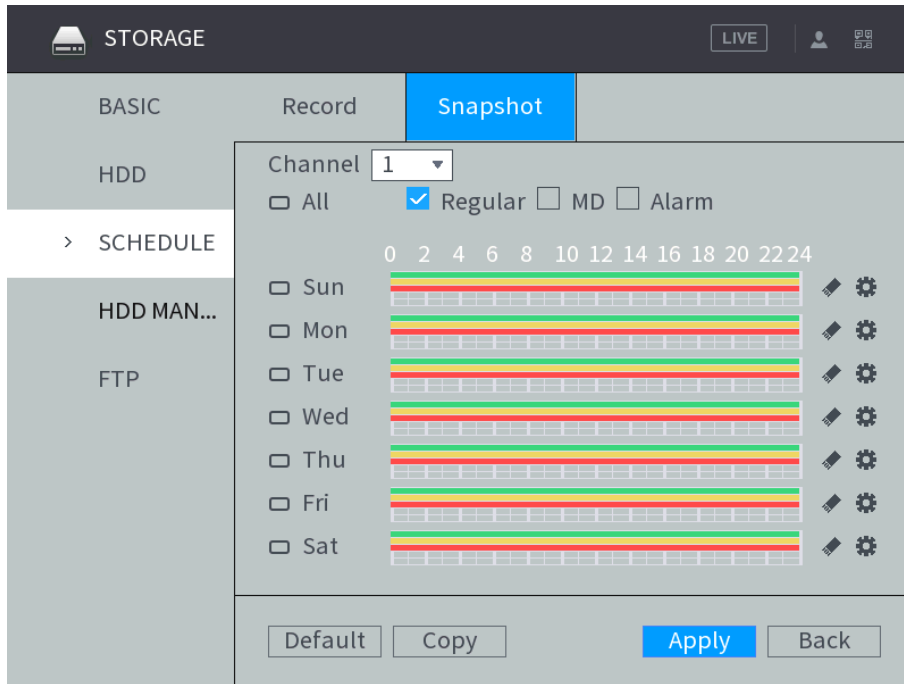 STORAGE LIVE
BASIC Record Snapshot
HDD Channel 1
All Regular MD Alarm
SCHEDULE
0 2 4 6 8 10 12 14 16 18 20 22 24
Sun
HDD MAN...
Mon
Tue
FTP
Wed
Thu
Fri
Sat
Default Copy Apply Back